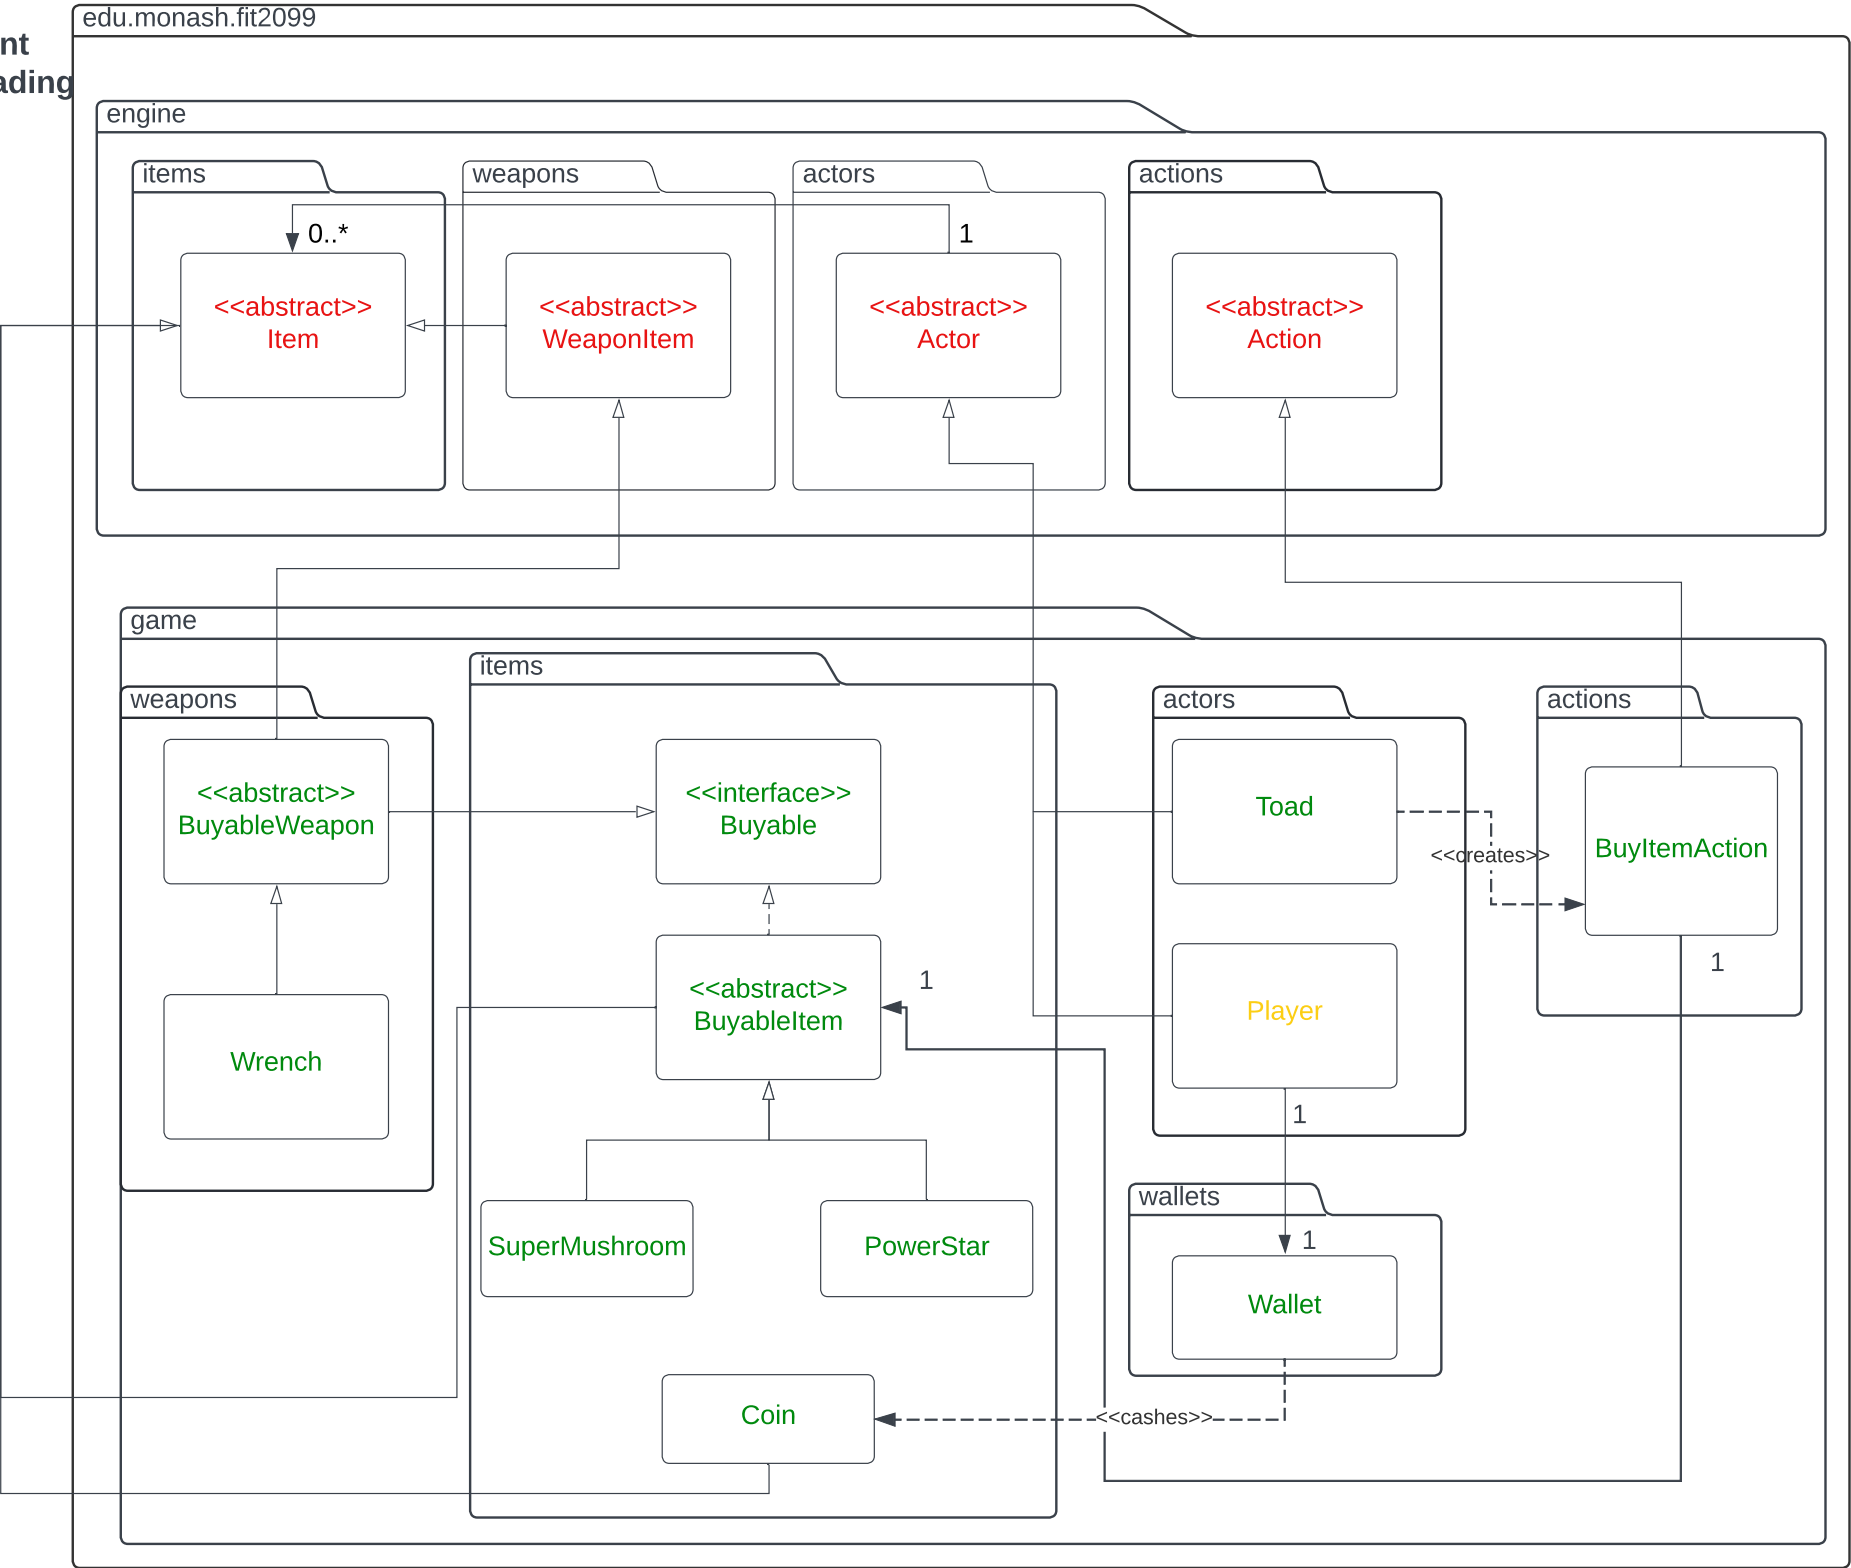 edu.monash.fit2099
engine
items
weapons
actors
actions
0..*
1
<<abstract>>
Item
<<abstract>>
WeaponItem
<<abstract>>
Actor
<<abstract>>
Action
game
items
weapons
actors
actions
<<abstract>>
BuyableWeapon
<<interface>>
Buyable
Toad
<<creates>>
BuyItemAction
1
1
<<abstract>>
BuyableItem
Player
Wrench
1
wallets
1
SuperMushroom
PowerStar
Wallet
Coin
<<cashes>>